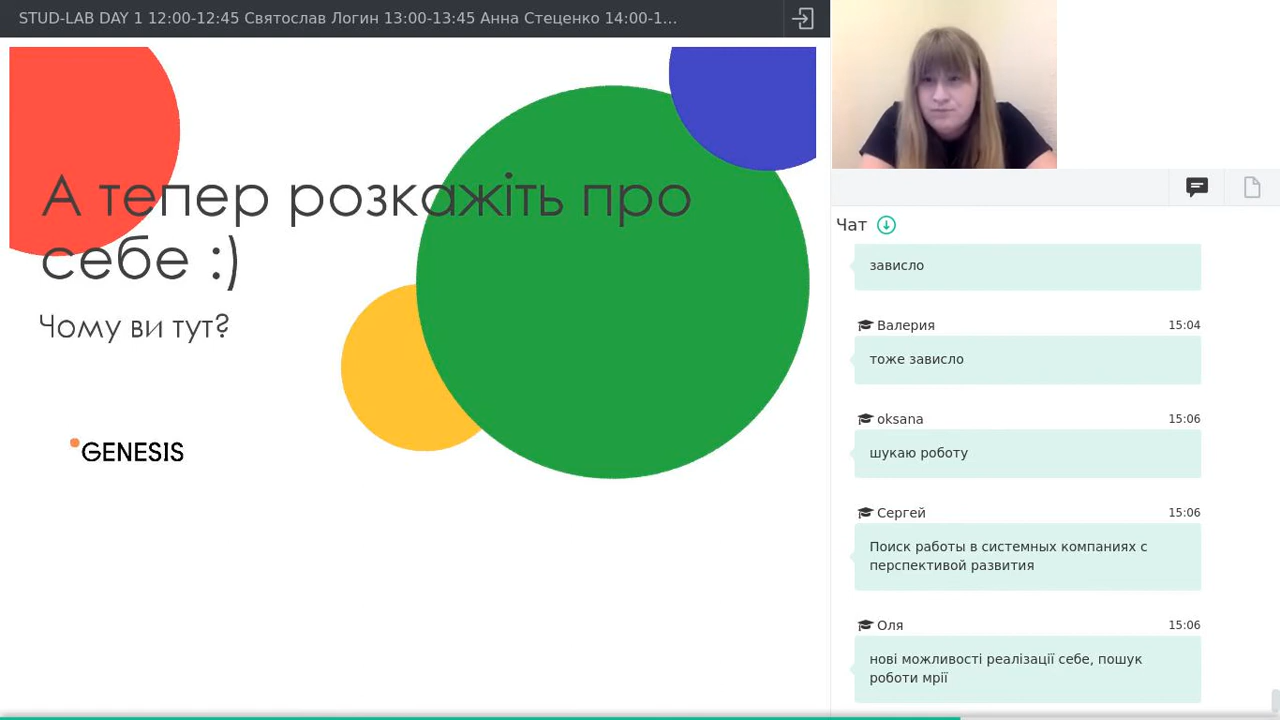 STUD-LAB DAY 1 12:00-12:45 Святослав Логин 13:00-13:45 Анна Стеценко 14:00-1...
А тепер розкажіть про
себе :)
Чому ви тут?
GENESIS
Чат
зависло
Валерия 15:04
тоже зависло
oksana 15:06
шукаю роботу
Сергей 15:06
Поиск работы в системных компаниях с
перспективой развития
Оля 15:06
нові можливості реалізації себе, пошук
роботи мрії